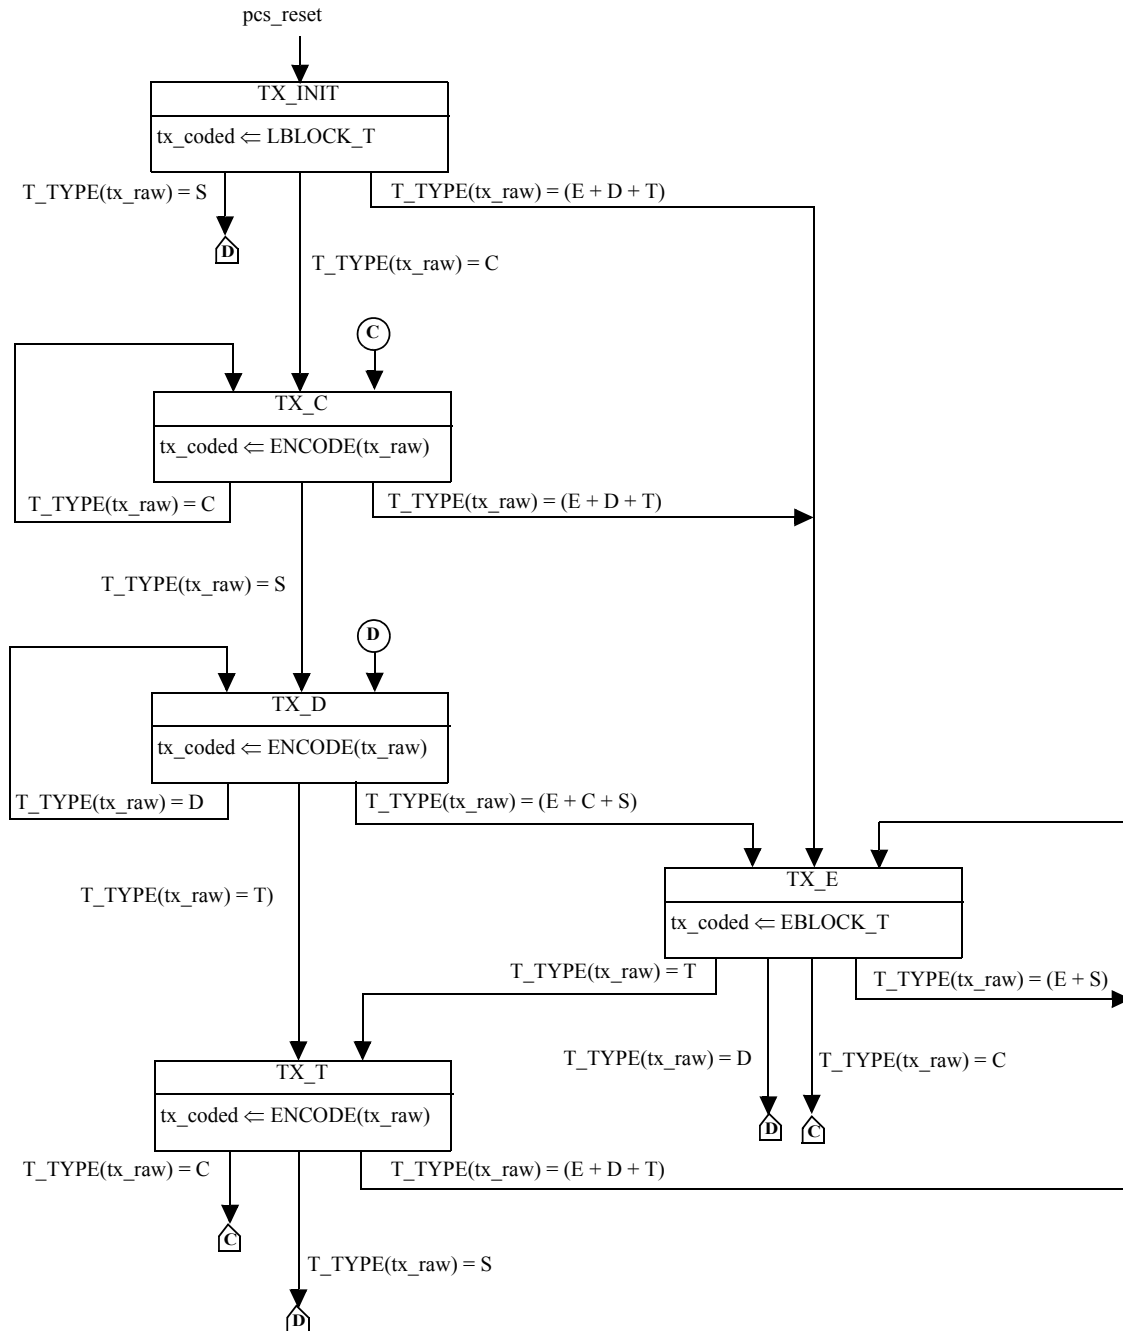 pcs_reset
TX_INIT
tx_coded ⇐ LBLOCK_T
T_TYPE(tx_raw) = S
T_TYPE(tx_raw) = (E + D + T)
D
T_TYPE(tx_raw) = C
C
TX_C
tx_coded ⇐ ENCODE(tx_raw)
T_TYPE(tx_raw) = C
T_TYPE(tx_raw) = (E + D + T)
T_TYPE(tx_raw) = S
D
TX_D
tx_coded ⇐ ENCODE(tx_raw)
T_TYPE(tx_raw) = D
T_TYPE(tx_raw) = (E + C + S)
T_TYPE(tx_raw) = T)
TX_E
tx_coded ⇐ EBLOCK_T
T_TYPE(tx_raw) = T
T_TYPE(tx_raw) = (E + S)
T_TYPE(tx_raw) = D
T_TYPE(tx_raw) = C
D
C
TX_T
tx_coded ⇐ ENCODE(tx_raw)
T_TYPE(tx_raw) = C
T_TYPE(tx_raw) = (E + D + T)
C
T_TYPE(tx_raw) = S
D